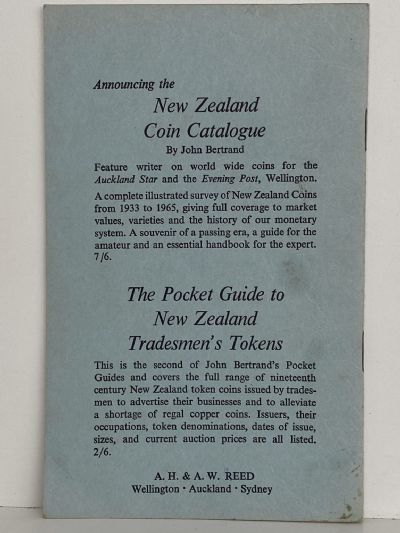 Announcing the
New Zealand
Coin Catalogue
By John Bertrand
Feature writer on world wide coins for the
Auckland Star and the Evening Post, Wellington.
A complete illustrated survey of New Zealand Coins
from 1933 to 1965, giving full coverage to market
values, varieties and the history of our monetary
system. A souvenir of a passing era, a guide for the
amateur and an essential handbook for the expert.
7/6.
The Pocket Guide to
New Zealand
Tradesmen's Tokens
This is the second of John Bertrand's Pocket
Guides and covers the full range of nineteenth
century New Zealand token coins issued by trades-
men to advertise their businesses and to alleviate
a shortage of regal copper coins. Issuers, their
occupations, token denominations, dates of issue,
sizes, and current auction prices are all listed.
2/6.
A. H. & A. W. REED
Wellington · Auckland · Sydney